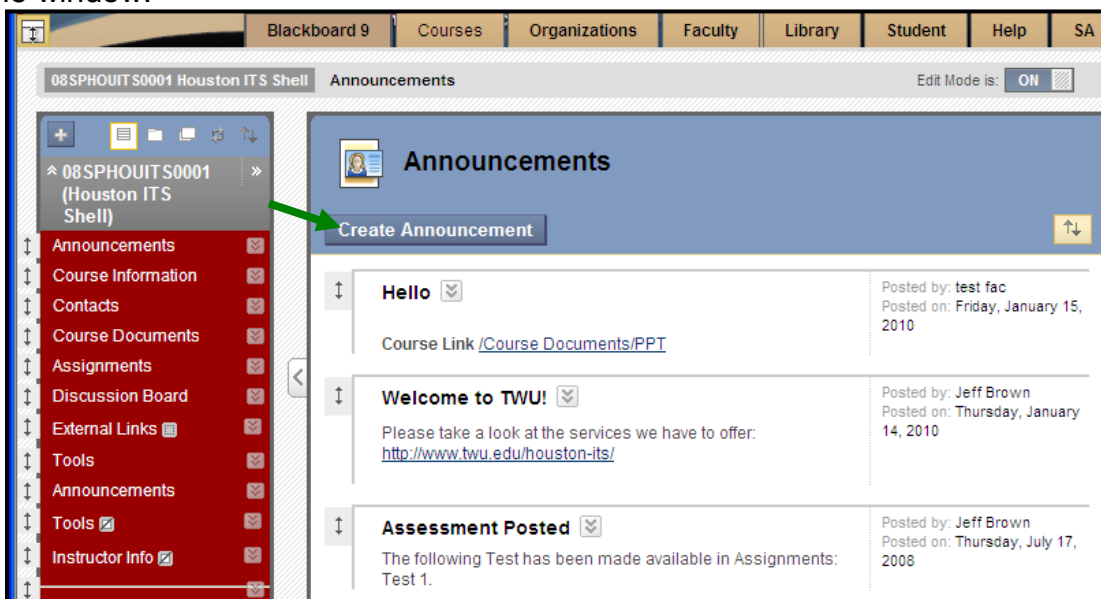 Blackboard 9 Courses Organizations Faculty Library Student Help SA
08SPHOUITS0001 Houston ITS Shell Announcements Edit Mode is: ON
08SPHOUITS0001
(Houston ITS
Shell)
Announcements
Course Information
Contacts
Course Documents
Assignments
Discussion Board
External Links
Tools
Announcements
Tools
Instructor Info
Announcements
Create Announcement
Hello
Course Link /Course Documents/PPT
Posted by: test fac
Posted on: Friday, January 15,
2010
Welcome to TWU!
Please take a look at the services we have to offer:
http://www.twu.edu/houston-its/
Posted by: Jeff Brown
Posted on: Thursday, January
14, 2010
Assessment Posted
The following Test has been made available in Assignments:
Test 1.
Posted by: Jeff Brown
Posted on: Thursday, July 17,
2008